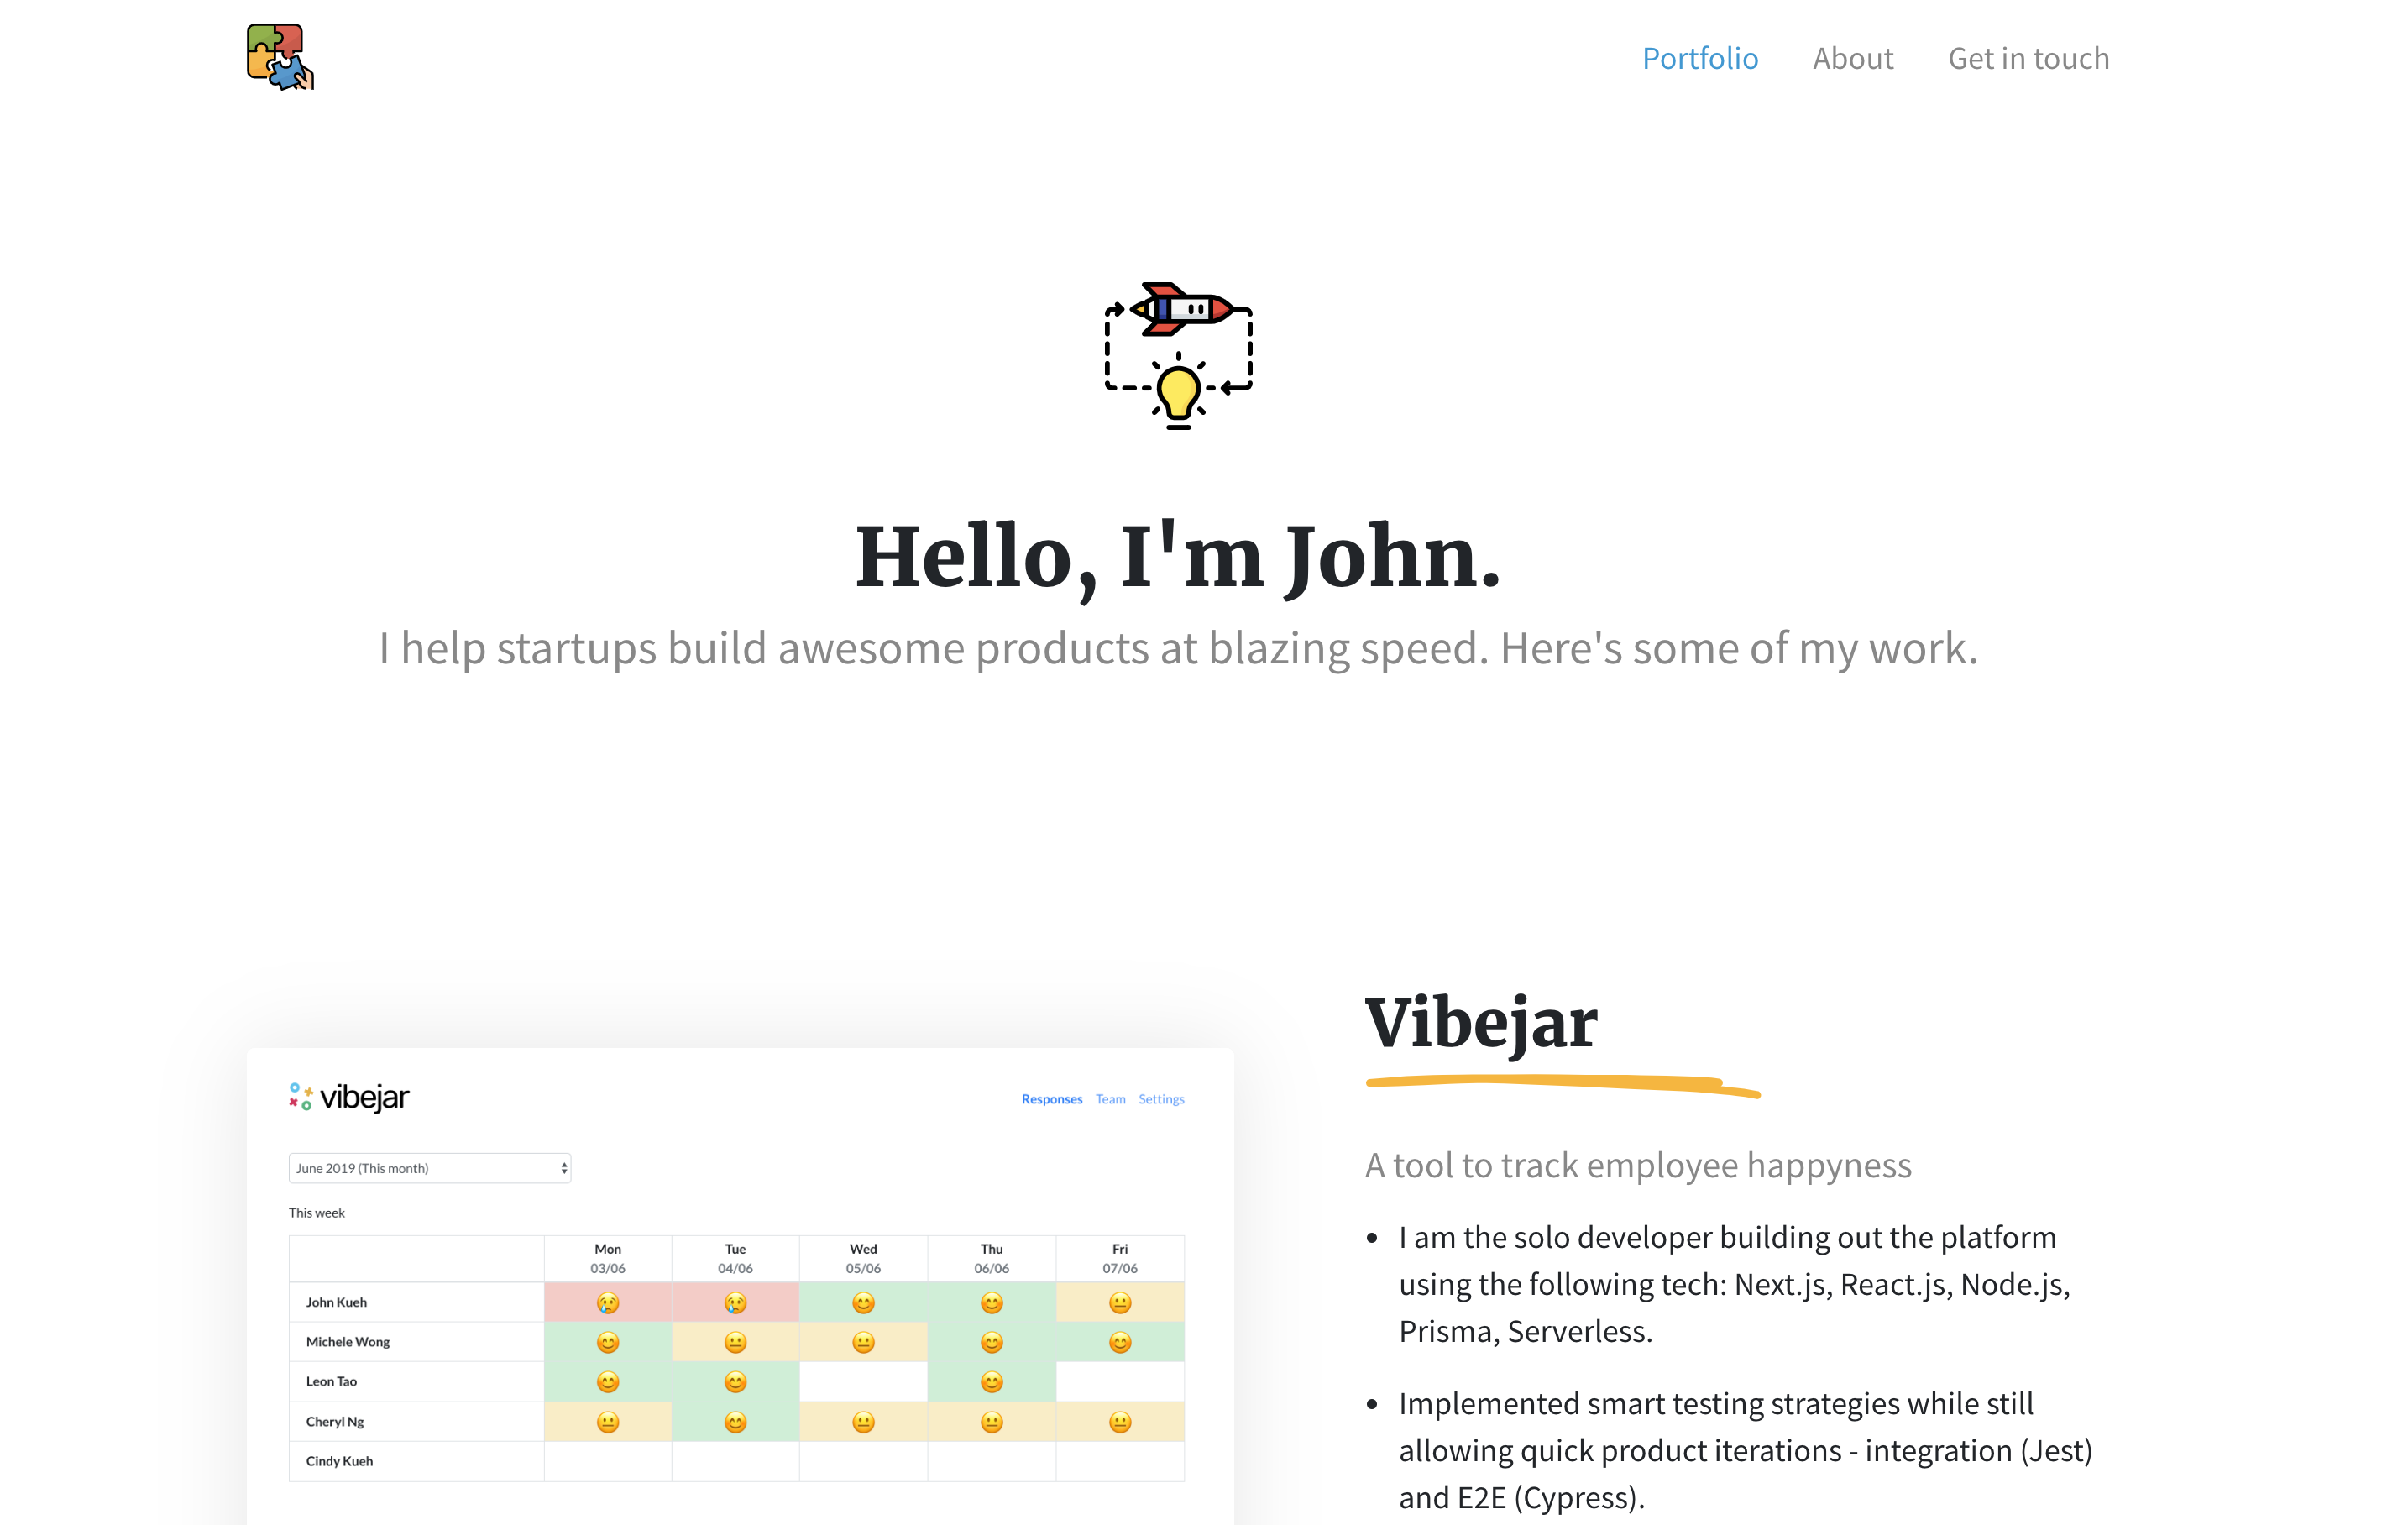 Portfolio About Get in touch
Hello, I'm John.
I help startups build awesome products at blazing speed. Here's some of my work.
vibejar
Responses Team Settings
June 2019 (This month)
This week
Mon Tue Wed Thu Fri
03/06 04/06 05/06 06/06 07/06
John Kueh
Michele Wong
Leon Tao
Cheryl Ng
Cindy Kueh
Vibejar
A tool to track employee happyness
I am the solo developer building out the platform
using the following tech: Next.js, React.js, Node.js,
Prisma, Serverless.
Implemented smart testing strategies while still
allowing quick product iterations - integration (Jest)
and E2E (Cypress).